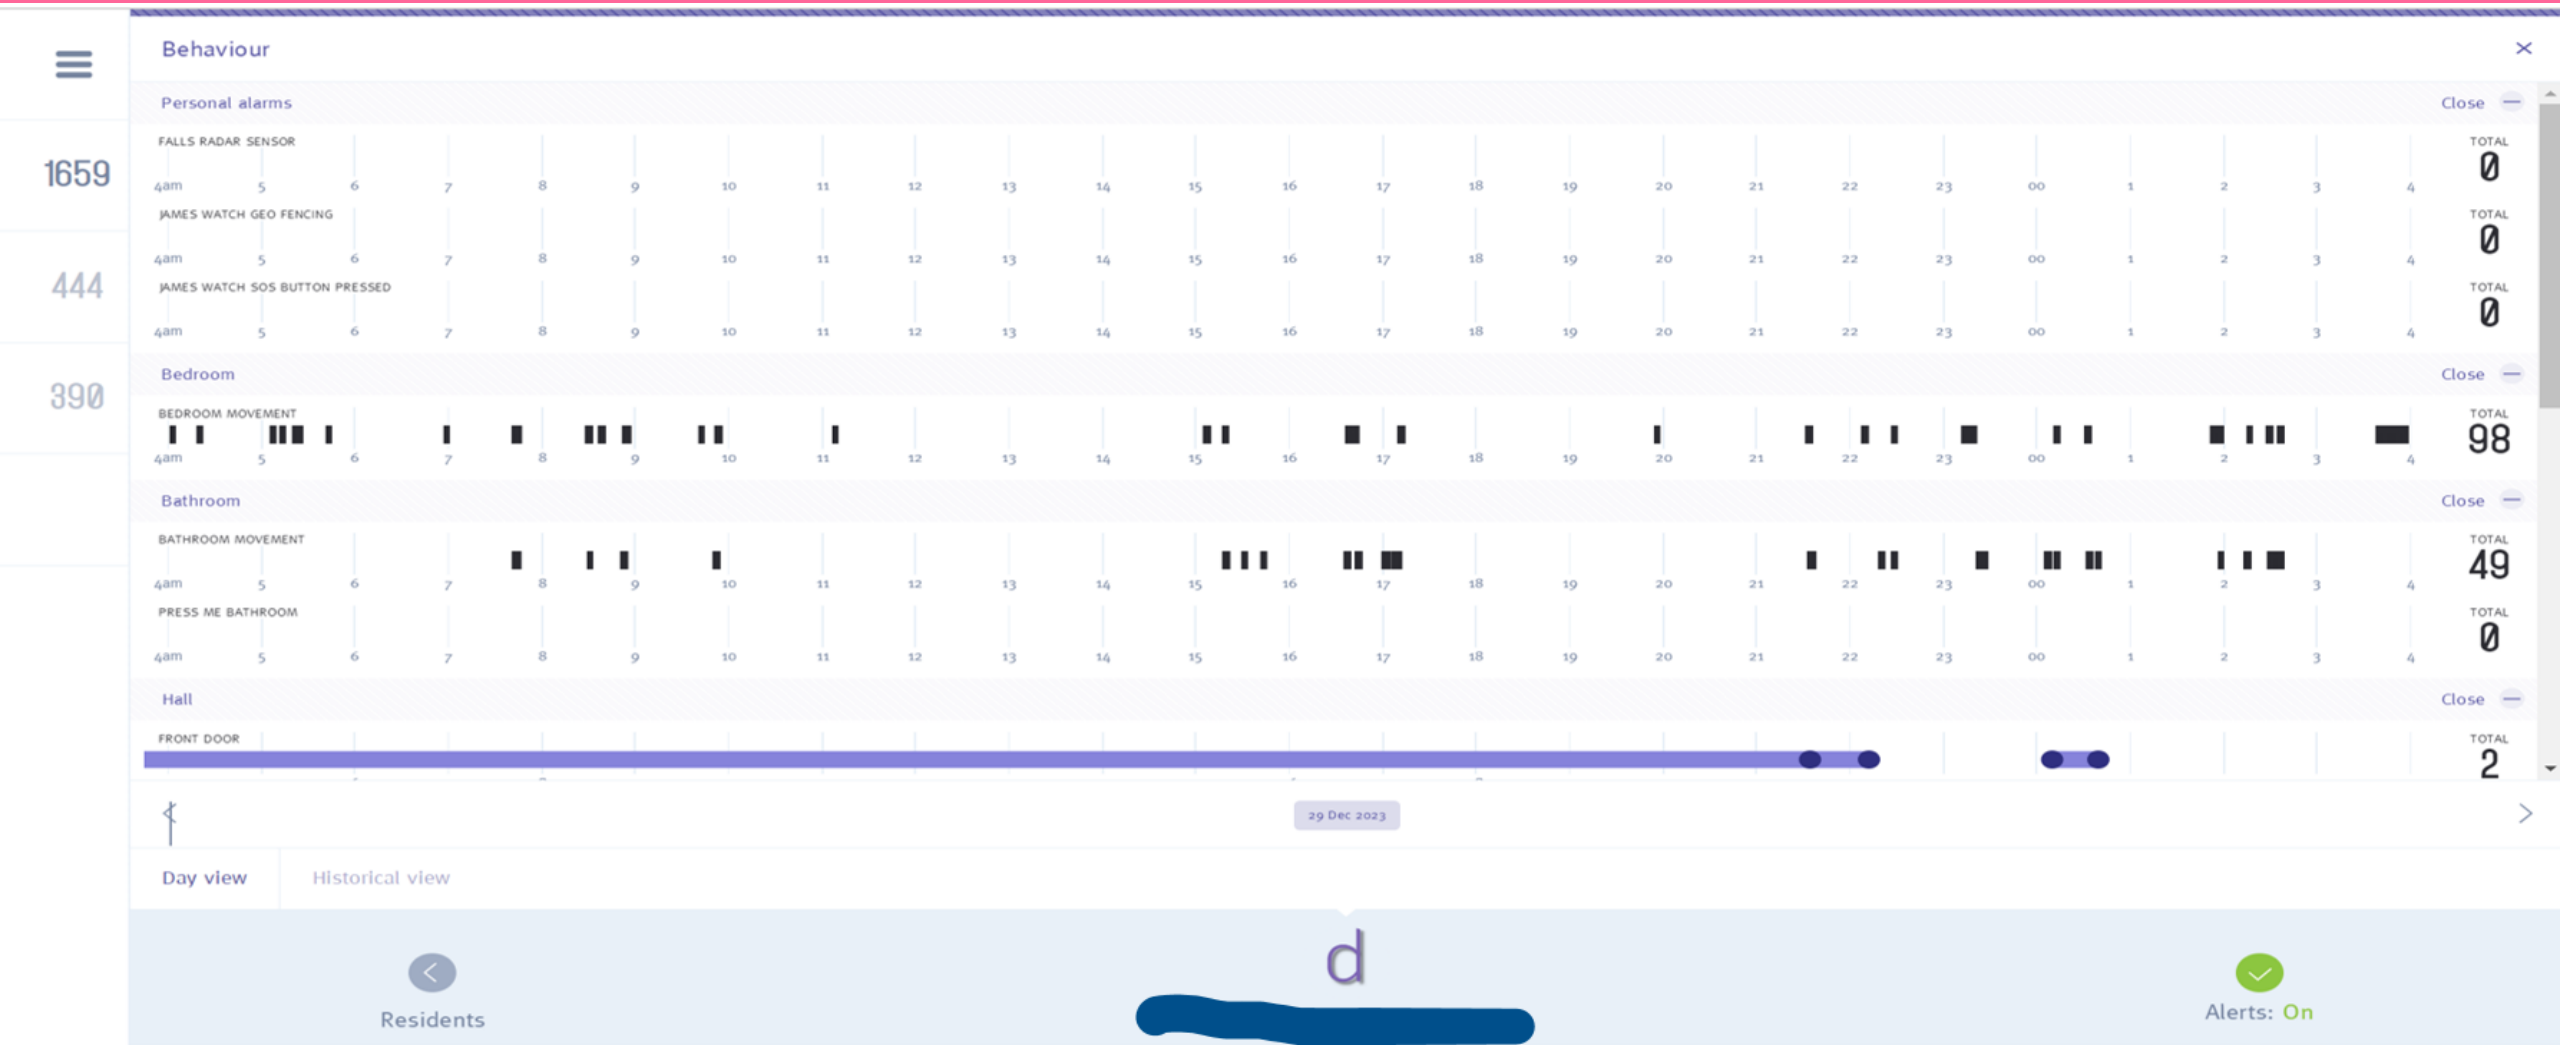 Behaviour ×
1659
444
390
Personal alarms Close
FALLS RADAR SENSOR TOTAL
0
4am 5 6 7 8 9 10 11 12 13 14 15 16 17 18 19 20 21 22 23 00 1 2 3 4
JAMES WATCH GEO FENCING TOTAL
0
4am 5 6 7 8 9 10 11 12 13 14 15 16 17 18 19 20 21 22 23 00 1 2 3 4
JAMES WATCH SOS BUTTON PRESSED TOTAL
0
4am 5 6 7 8 9 10 11 12 13 14 15 16 17 18 19 20 21 22 23 00 1 2 3 4
Bedroom Close
BEDROOM MOVEMENT TOTAL
98
4am 5 6 7 8 9 10 11 12 13 14 15 16 17 18 19 20 21 22 23 00 1 2 3 4
Bathroom Close
BATHROOM MOVEMENT TOTAL
49
4am 5 6 7 8 9 10 11 12 13 14 15 16 17 18 19 20 21 22 23 00 1 2 3 4
PRESS ME BATHROOM TOTAL
0
4am 5 6 7 8 9 10 11 12 13 14 15 16 17 18 19 20 21 22 23 00 1 2 3 4
Hall Close
FRONT DOOR TOTAL
2
29 Dec 2023
Day view Historical view
d
Residents
Alerts: On